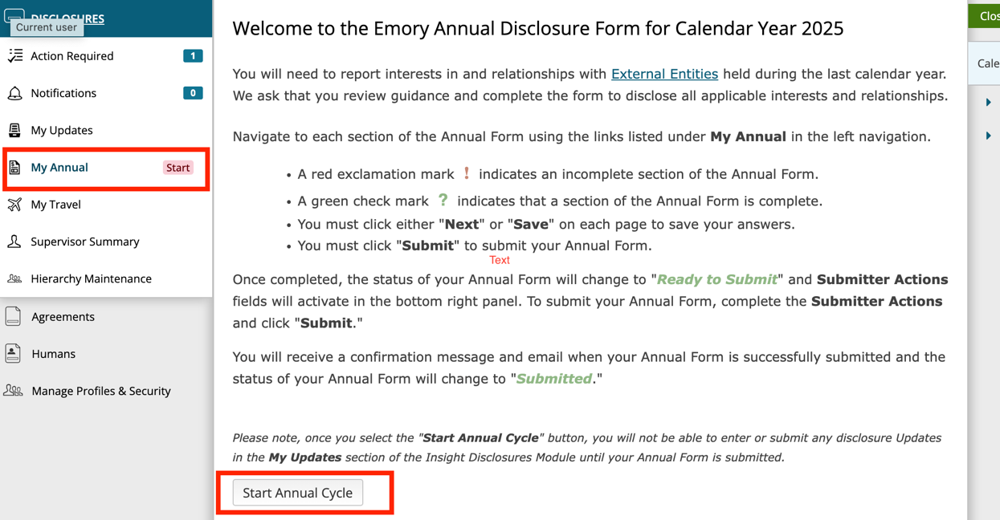 DISCLOSURES
Current user
Action Required 1
Notifications 0
My Updates
My Annual Start
My Travel
Supervisor Summary
Hierarchy Maintenance
Agreements
Humans
Manage Profiles & Security
Welcome to the Emory Annual Disclosure Form for Calendar Year 2025
You will need to report interests in and relationships with External Entities held during the last calendar year.
We ask that you review guidance and complete the form to disclose all applicable interests and relationships.
Navigate to each section of the Annual Form using the links listed under My Annual in the left navigation.
• A red exclamation mark ! indicates an incomplete section of the Annual Form.
• A green check mark ? indicates that a section of the Annual Form is complete.
• You must click either "Next" or "Save" on each page to save your answers.
• You must click "Submit" to submit your Annual Form.
Text
Once completed, the status of your Annual Form will change to "Ready to Submit" and Submitter Actions
fields will activate in the bottom right panel. To submit your Annual Form, complete the Submitter Actions
and click "Submit."
You will receive a confirmation message and email when your Annual Form is successfully submitted and the
status of your Annual Form will change to "Submitted."
Please note, once you select the "Start Annual Cycle" button, you will not be able to enter or submit any disclosure Updates
in the My Updates section of the Insight Disclosures Module until your Annual Form is submitted.
Start Annual Cycle
Clos
Cale